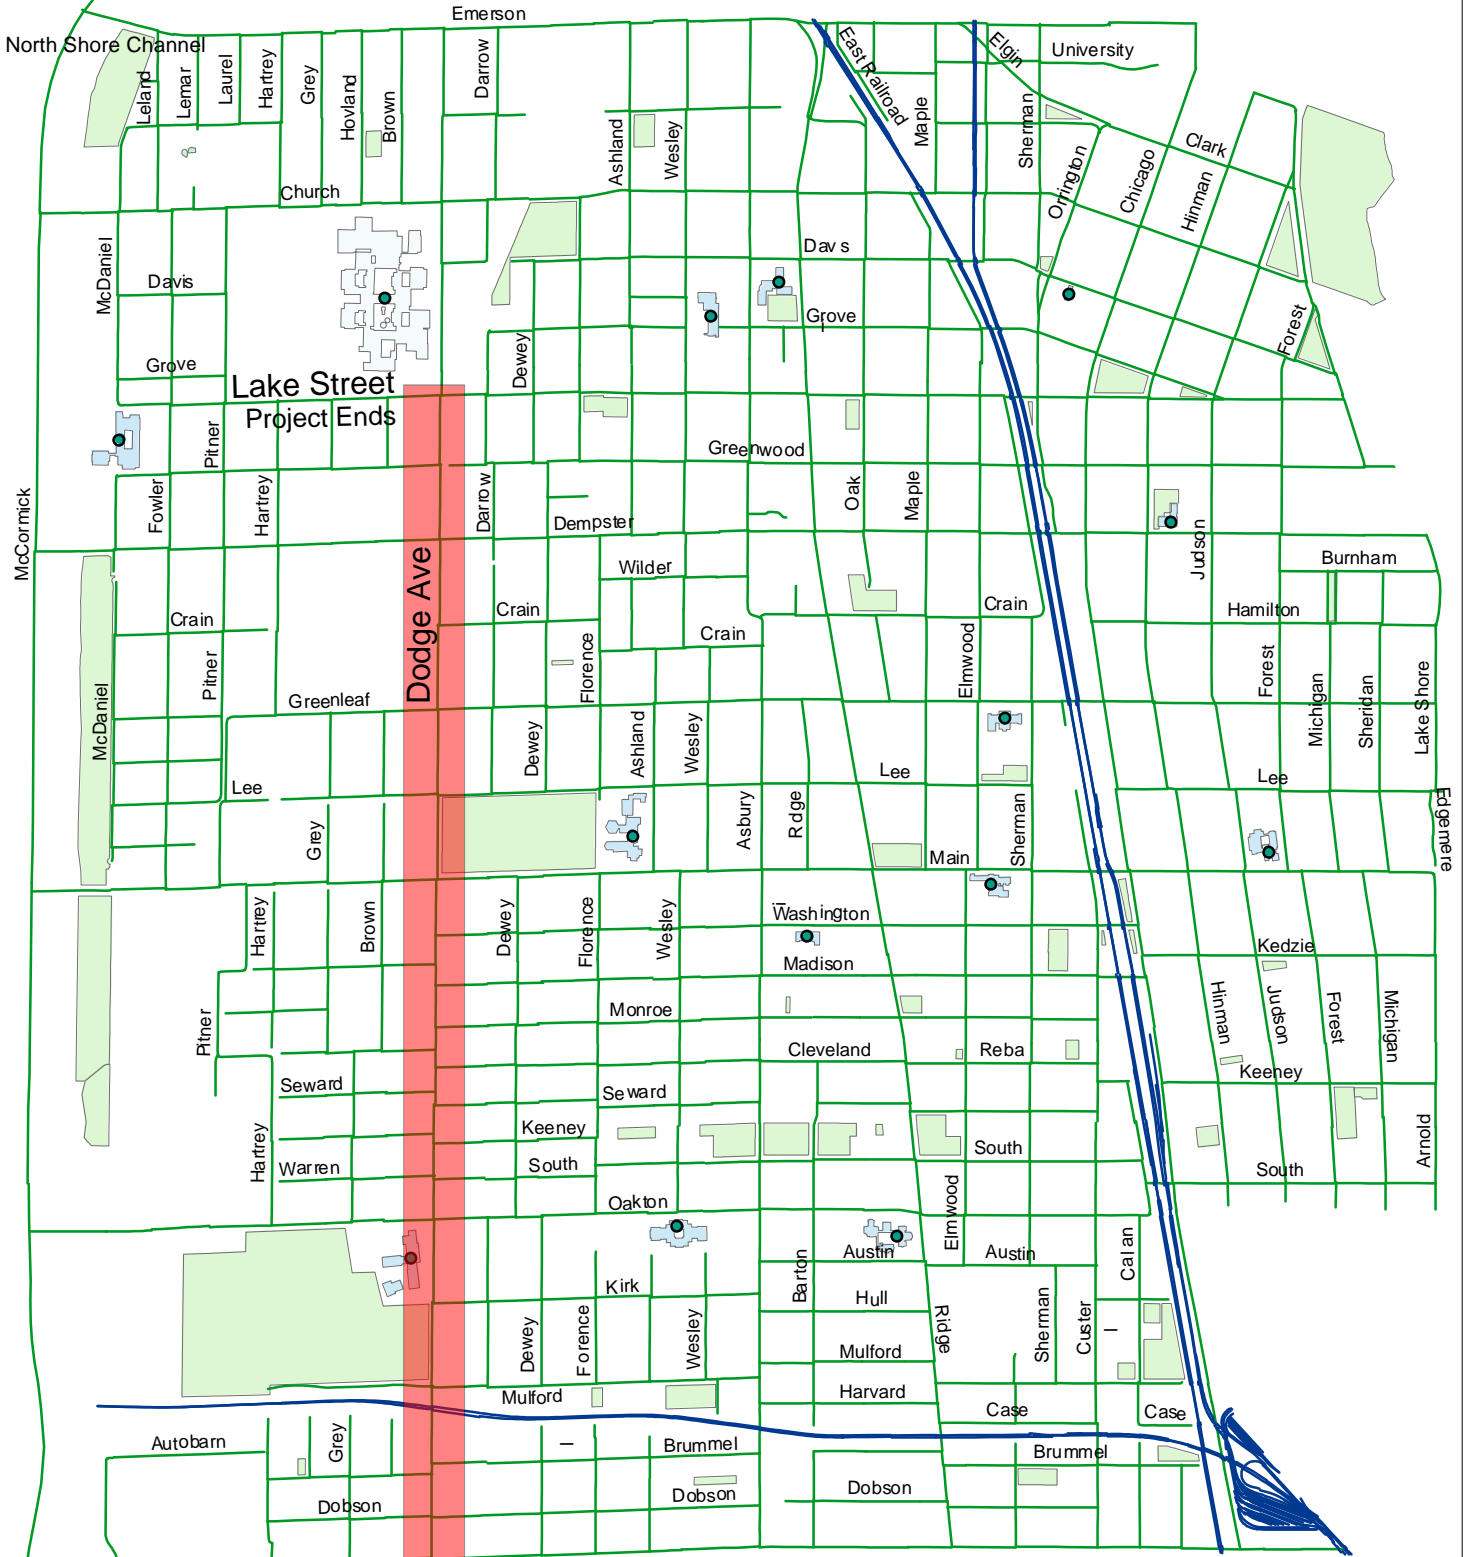 Emerson
North Shore Channel
Leland
Lemar
Laurel
Hartrey
Grey
Hovland
Brown
Darrow
Ashland
Wesley
East Railroad
Maple
Elgin
University
Sherman
Orrington
Chicago
Clark
Hinman
Church
McDaniel
Davis
Davs
Grove
Grove
Dewey
Forest
Lake Street
Project Ends
Pitner
Greenwood
McCormick
Fowler
Hartrey
Darrow
Dempster
Oak
Maple
Judson
Dodge Ave
Wilder
Burnham
Crain
Crain
Crain
Crain
Hamilton
Pitner
Florence
Elmwood
Forest
Michigan
Sheridan
Lake Shore
McDaniel
Greenleaf
Dewey
Ashland
Wesley
Lee
Lee
Lee
Grey
Asbury
Rdge
Main
Sherman
Edgemere
Hartrey
Brown
Dewey
Florence
Wesley
Washington
Madison
Kedzie
Pitner
Monroe
Hinman
Judson
Forest
Michigan
Cleveland
Reba
Seward
Seward
Keeney
Keeney
Hartrey
Warren
South
South
South
Arnold
Oakton
Elmwood
Austin
Austin
Calan
Kirk
Barton
Hull
Dewey
Forence
Wesley
Ridge
Sherman
Custer
Mulford
Mulford
Harvard
Case
Case
Autobarn
Grey
Brummel
Brummel
Dobson
Dobson
Dobson